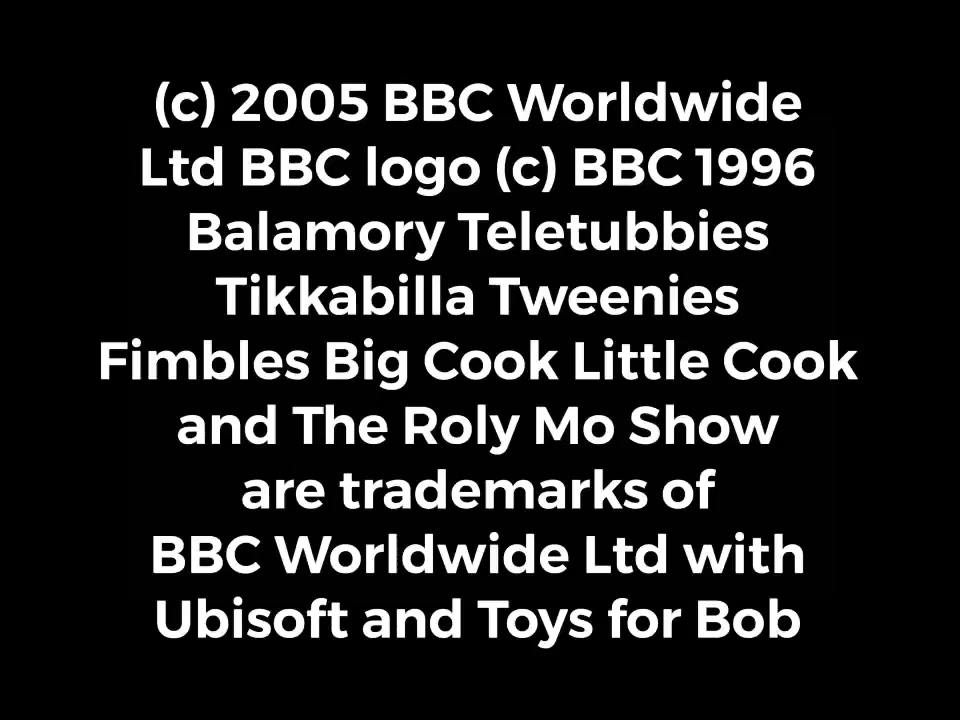 (c) 2005 BBC Worldwide
Ltd BBC logo (c) BBC 1996
Balamory Teletubbies
Tikkabilla Tweenies
Fimbles Big Cook Little Cook
and The Roly Mo Show
are trademarks of
BBC Worldwide Ltd with
Ubisoft and Toys for Bob